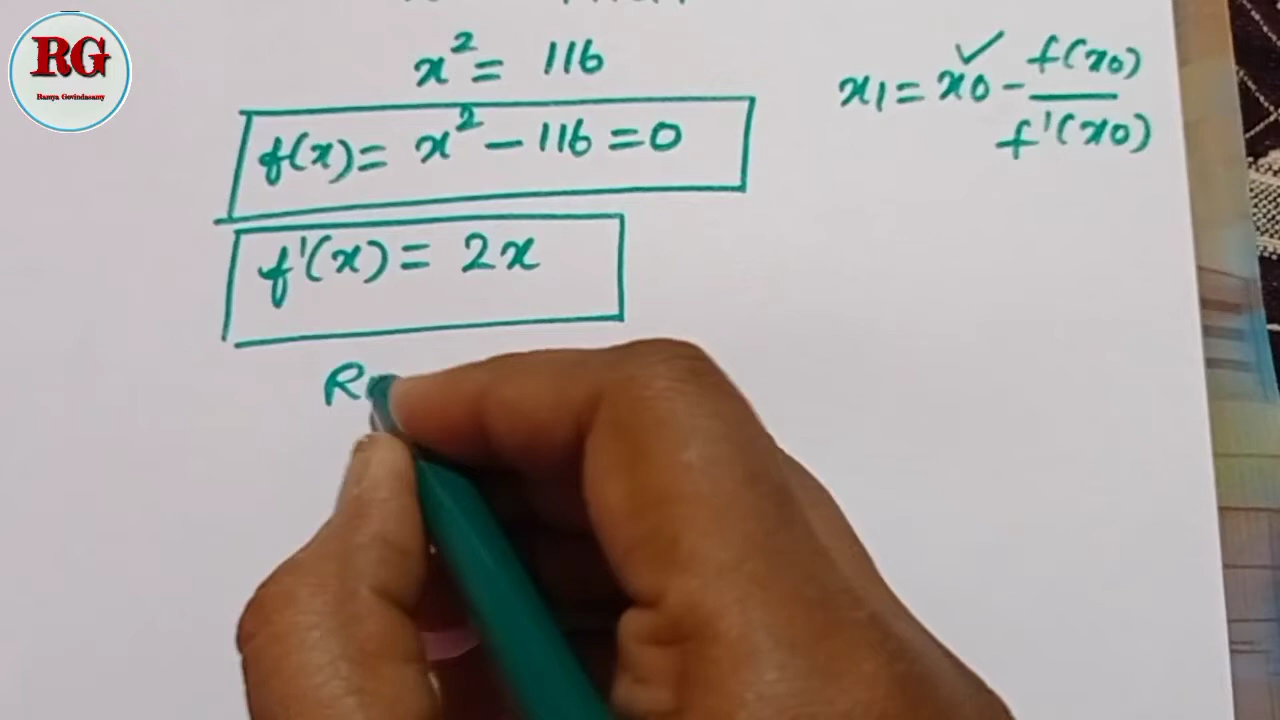 RG
Ramya Govindasamy
x² = 116
f(x) = x² - 116 = 0
f'(x) = 2x
x1 = x0 - f(x0)/f'(x0)